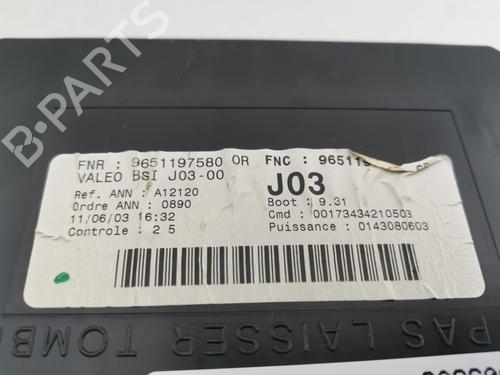 FNR : 9651197580 OR FNC : 965119
VALEO BSI J03-00 J03
Ref. ANN : A12120 Boot : 9.31
Ordre ANN : 0890 Cmd : 00173434210503
11/06/03 16:32 Puissance : 0143080603
Controle : 2 5
PAS LAISSER TOMB